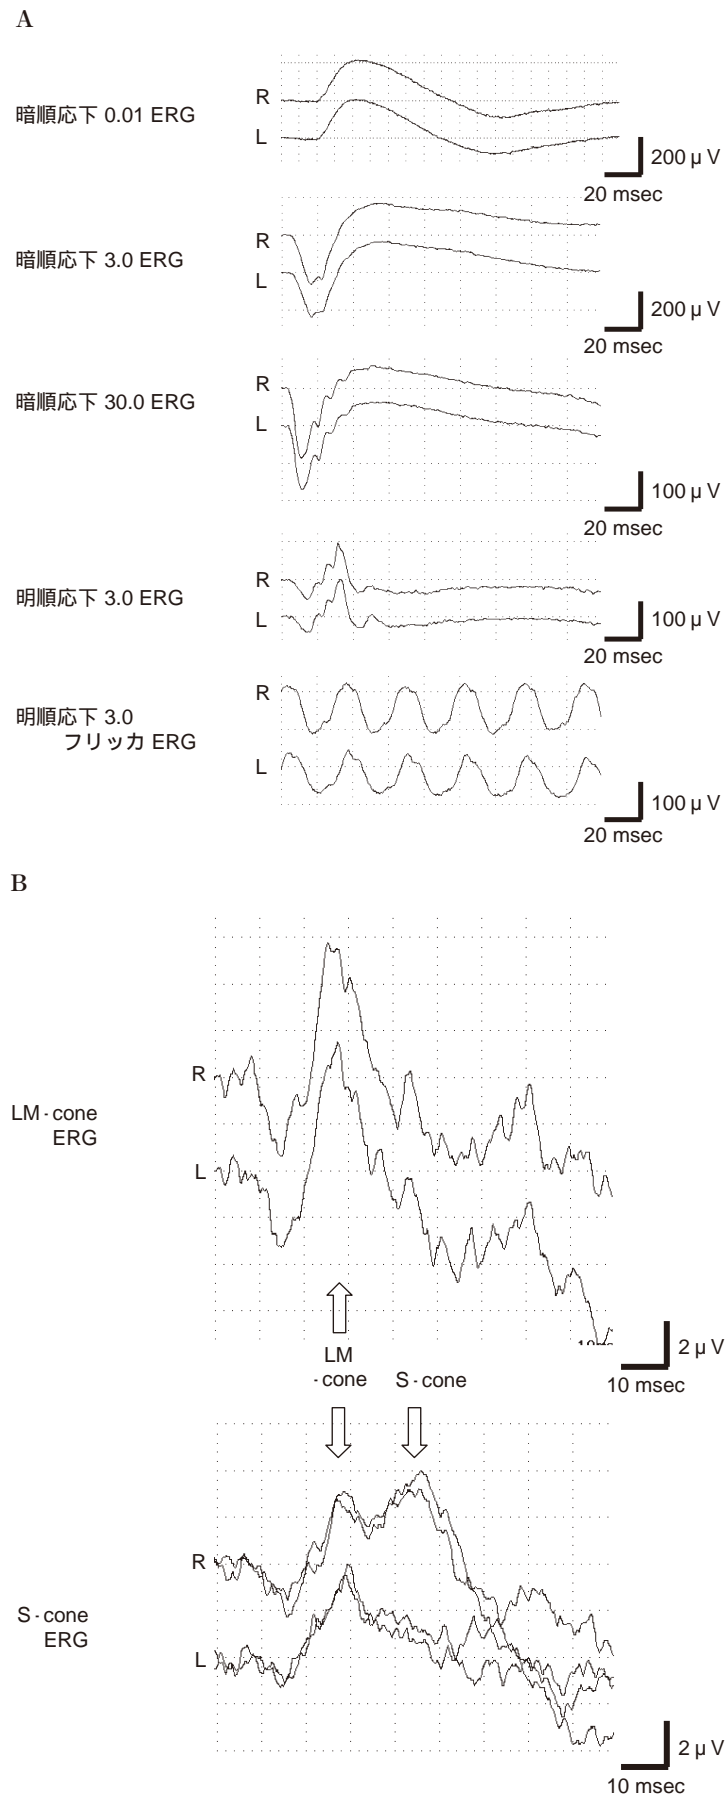 A
暗順応下 0.01 ERG
R
L
200 μ V
20 msec
暗順応下 3.0 ERG
R
L
200 μ V
20 msec
暗順応下 30.0 ERG
R
L
100 μ V
20 msec
明順応下 3.0 ERG
R
L
100 μ V
20 msec
明順応下 3.0
フリッカ ERG
R
L
100 μ V
20 msec
B
LM-cone
ERG
R
L
2 μ V
10 msec
LM
-cone
S-cone
S-cone
ERG
R
L
2 μ V
10 msec